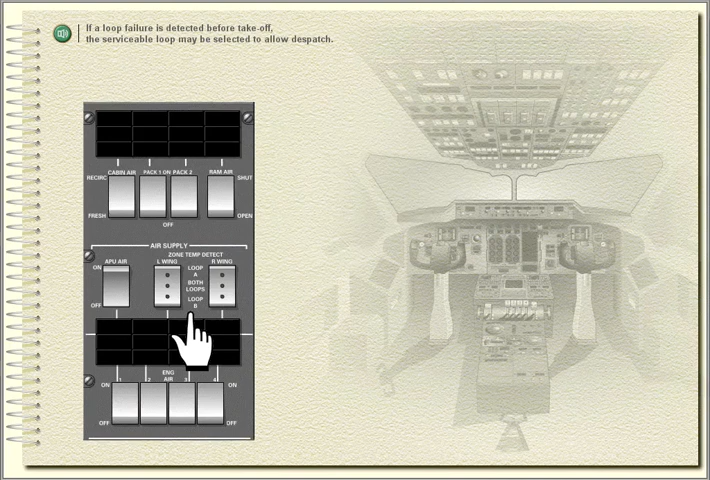 If a loop failure is detected before take-off,
the serviceable loop may be selected to allow despatch.
CABIN AIR PACK 1 ON PACK 2 RAM AIR
RECIRC SHUT
FRESH OPEN
OFF
AIR SUPPLY
ZONE TEMP DETECT
APU AIR L WING R WING
ON LOOP
A
BOTH
LOOPS
LOOP
OFF B
ENG
1 2 AIR 3 4
ON ON
OFF OFF